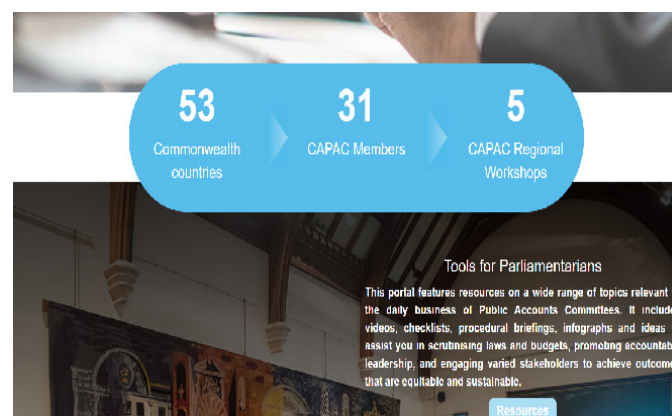 53
Commonwealth
countries
31
CAPAC Members
5
CAPAC Regional
Workshops
Tools for Parliamentarians
This portal features resources on a wide range of topics relevant
the daily business of Public Accounts Committees. It include
videos, checklists, procedural briefings, infographs and ideas
assist you in scrutinising laws and budgets, promoting accountab
leadership, and engaging varied stakeholders to achieve outcome
that are equitable and sustainable.
Resources